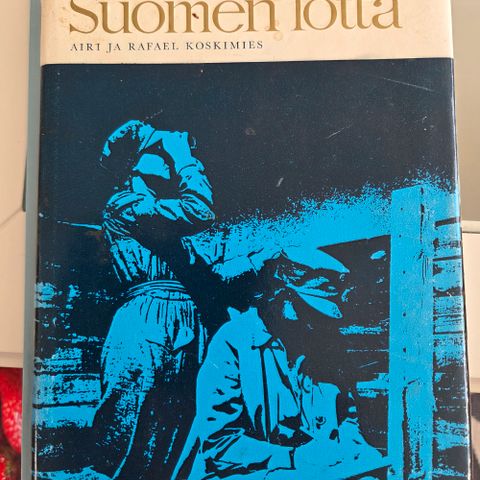 Suomen lotta
AIRI JA RAFAEL KOSKIMIES